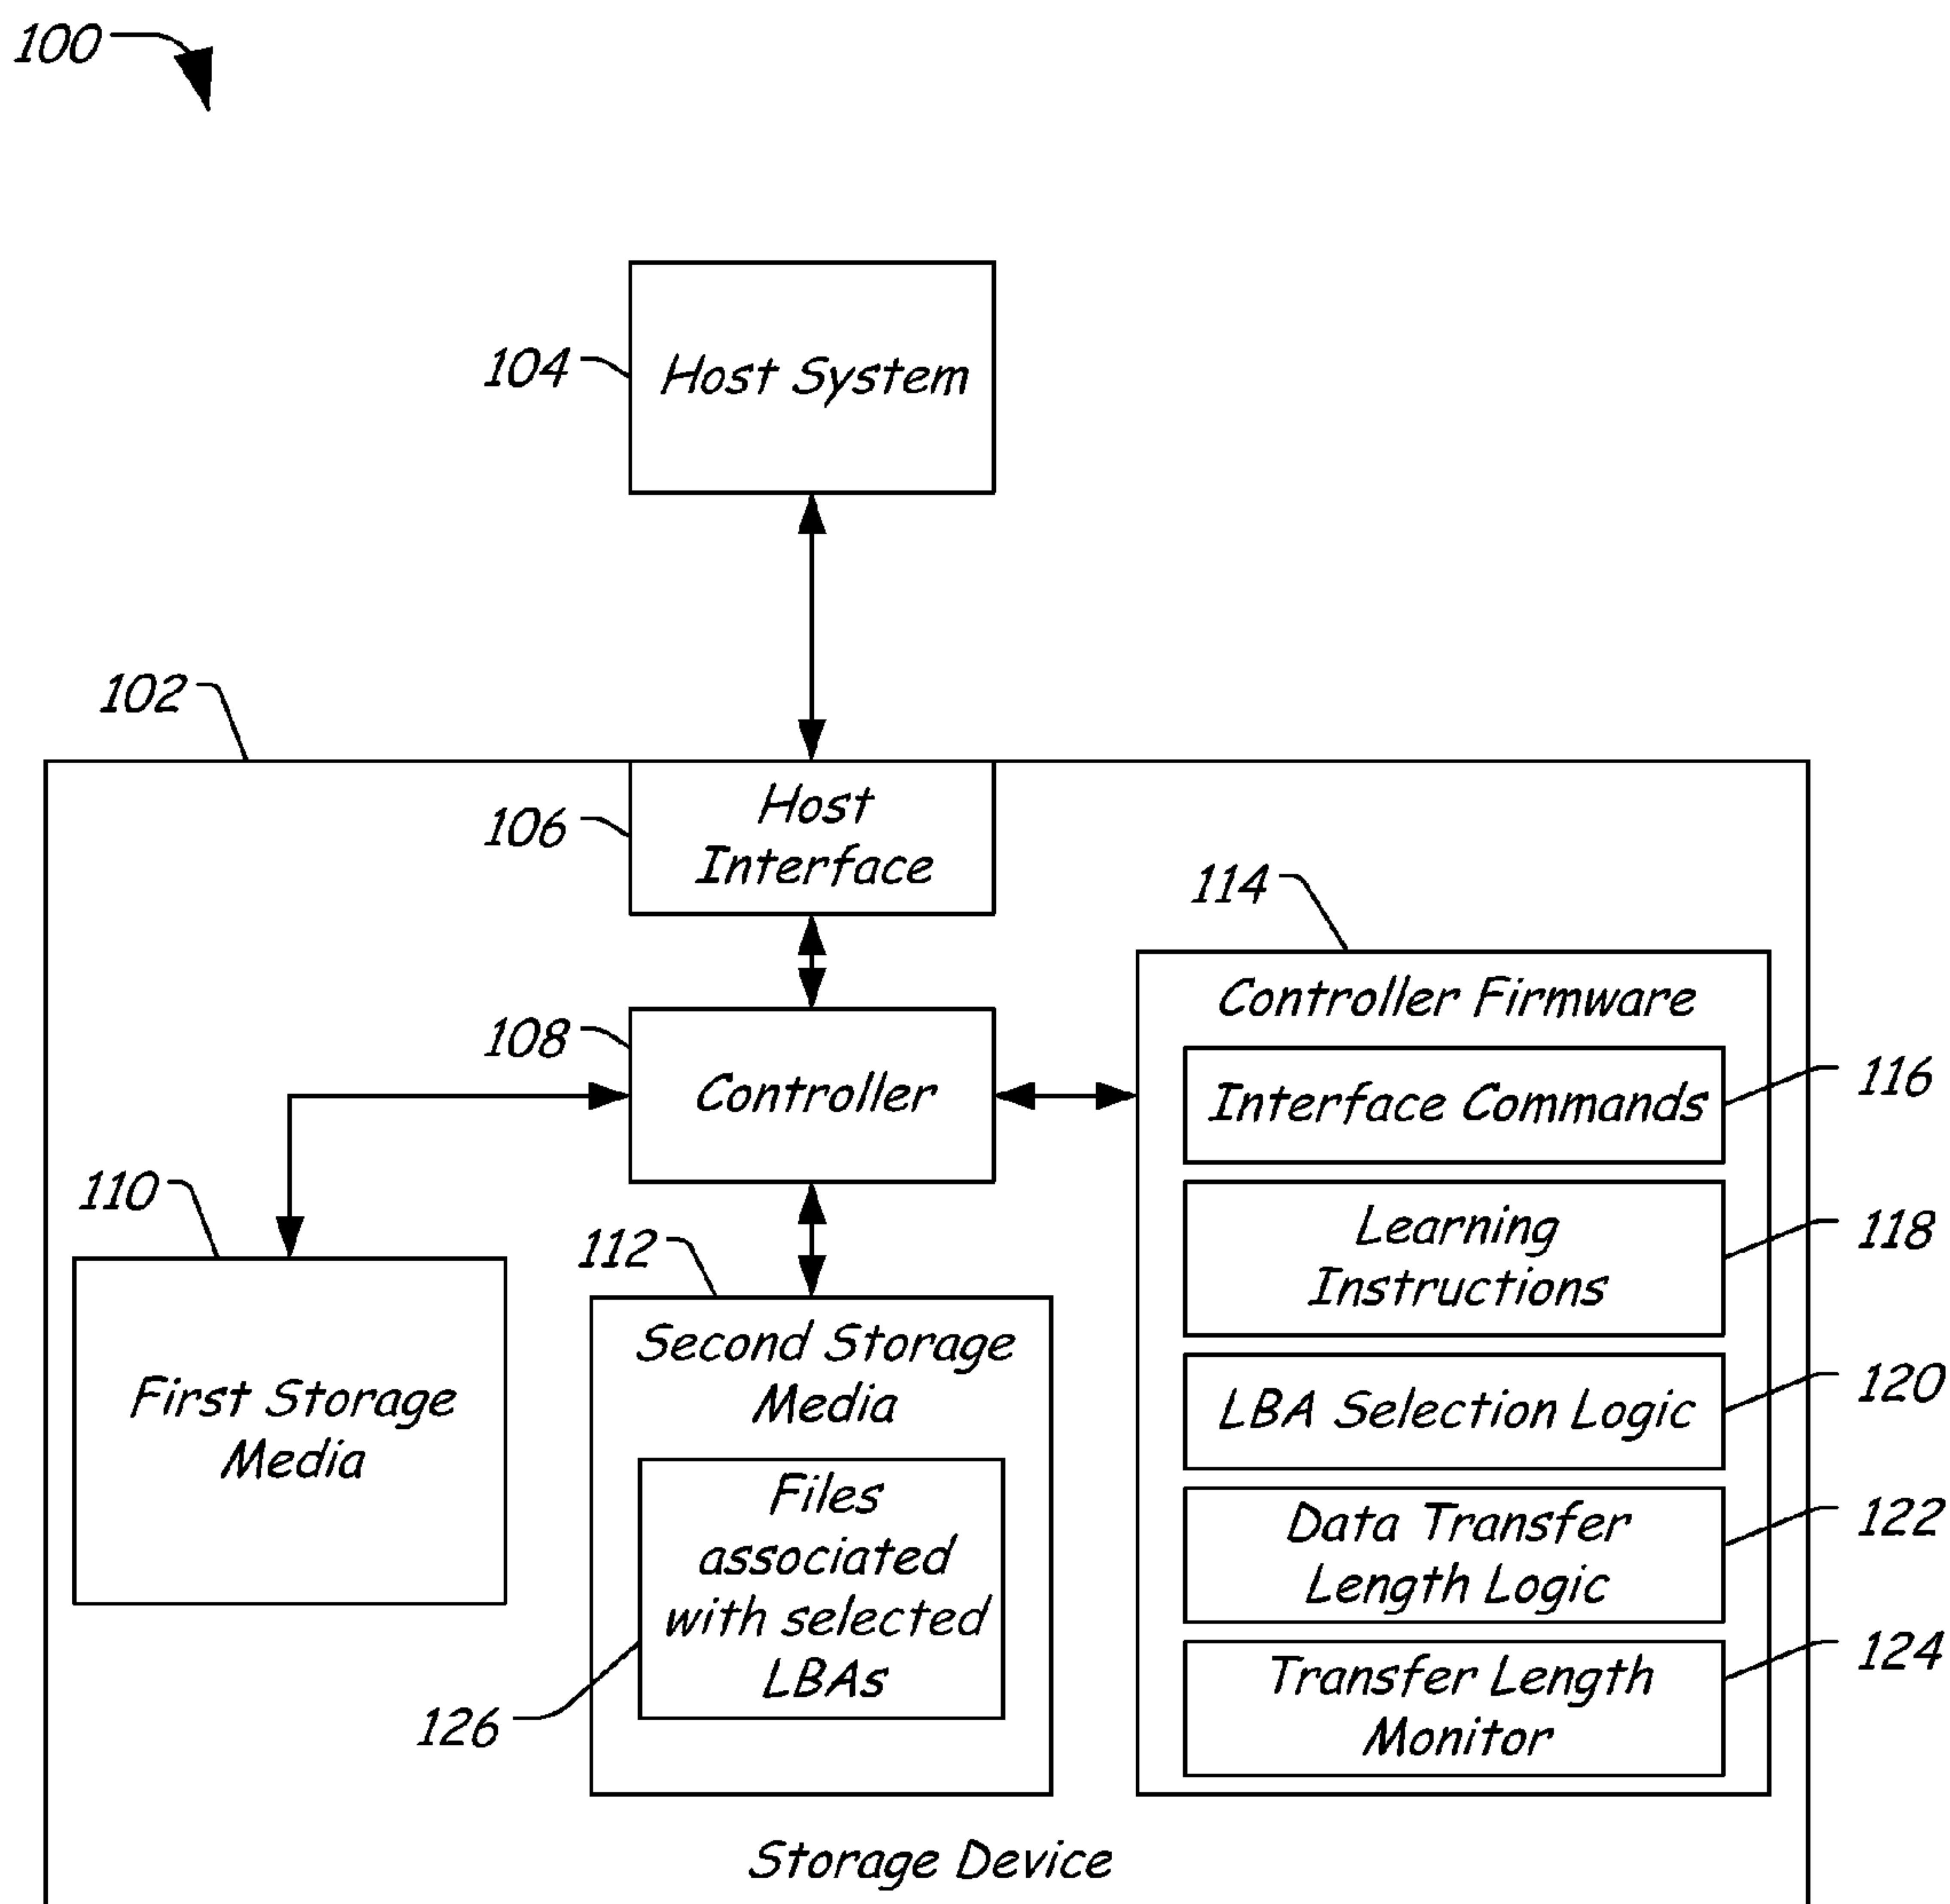 100
104
Host System
102
106
Host
Interface
114
Controller Firmware
108
Controller
Interface Commands
116
110
Learning
Instructions
118
112
First Storage
Media
Second Storage
Media
LBA Selection Logic
120
Files
associated
with selected
LBAs
126
Data Transfer
Length Logic
122
Transfer Length
Monitor
124
Storage Device